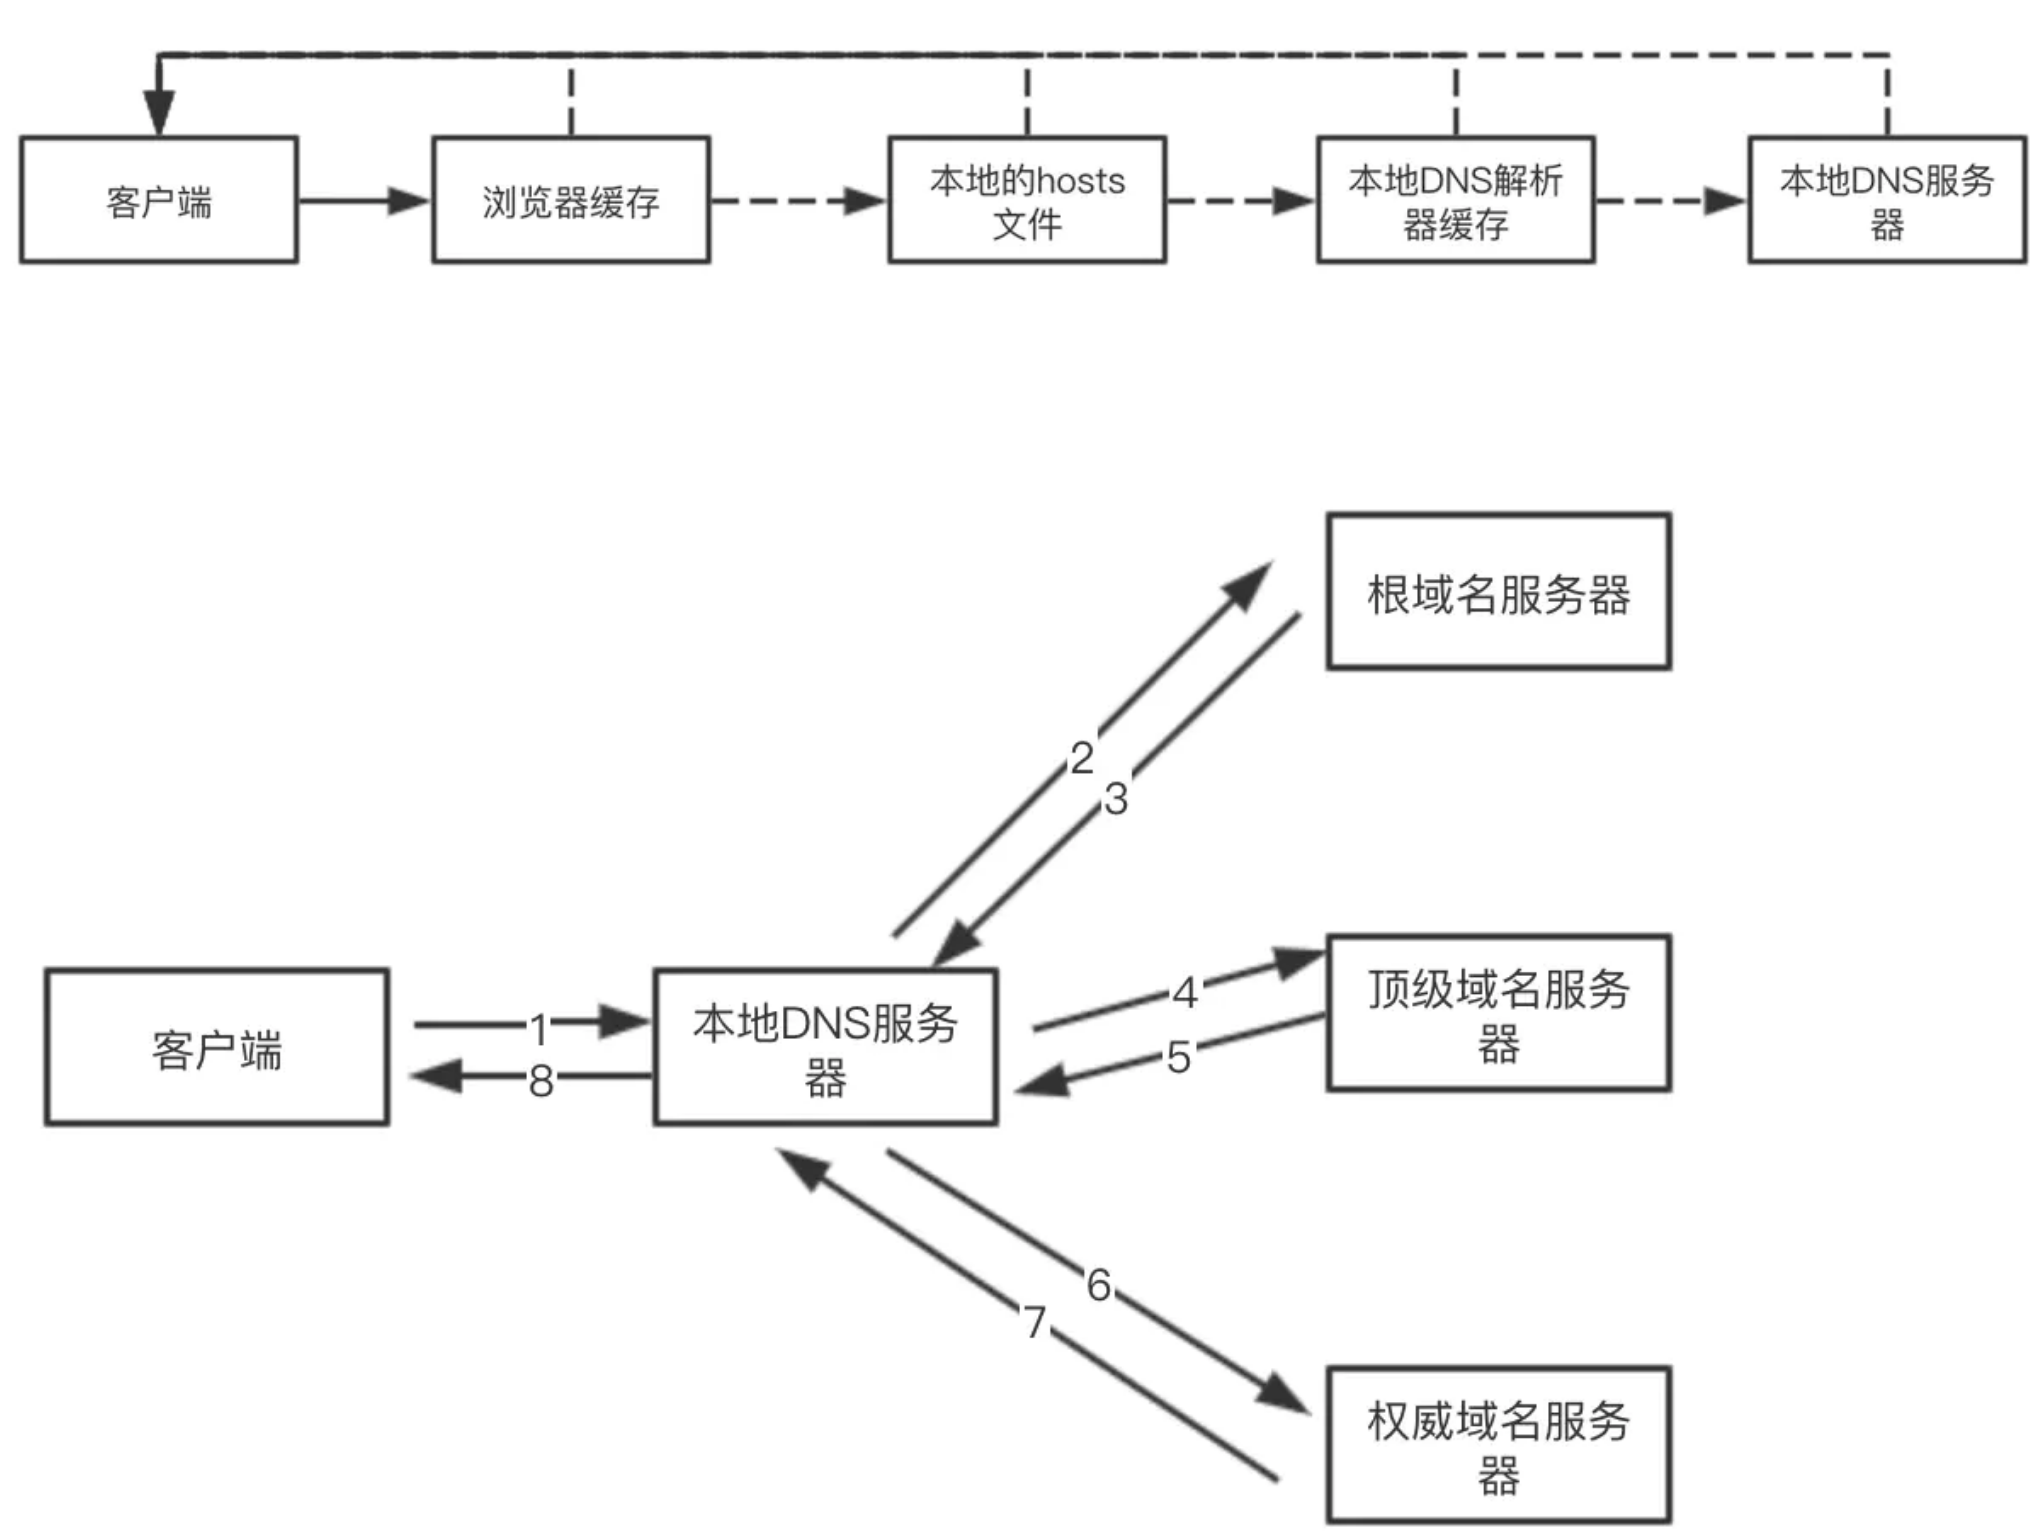 客户端
浏览器缓存
本地的hosts
文件
本地DNS解析
器缓存
本地DNS服务
器
根域名服务器
2
3
客户端
1
8
本地DNS服务
器
4
5
顶级域名服务
器
6
7
权威域名服务
器